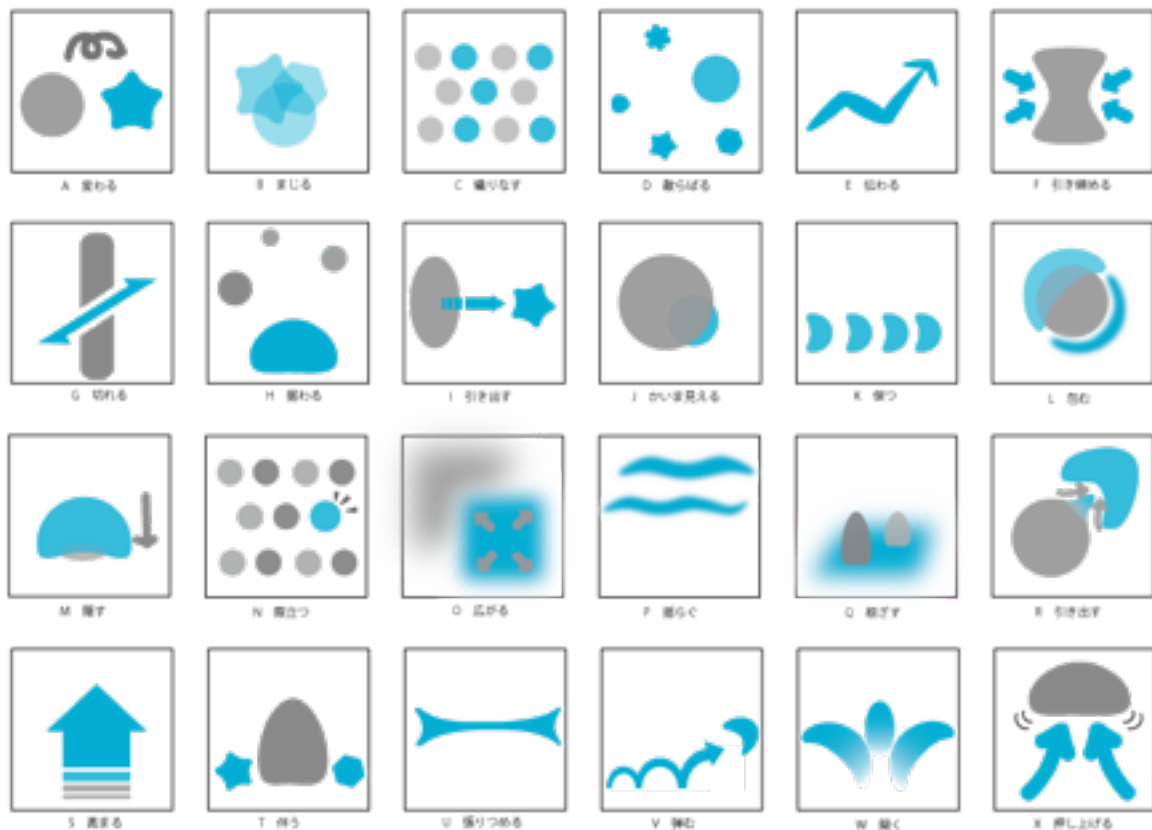 A 変わる
B まじる
C 織りなす
D 散らばる
E 伝わる
F 引き締める
G 切れる
H 据わる
I 引き出す
J かいま見える
K 保つ
L 包む
M 隠す
N 際立つ
O 広がる
P 揺らぐ
Q 根ざす
R 引き出す
S 高まる
T 伴う
U 張りつめる
V 弾む
W 開く
X 押し上げる